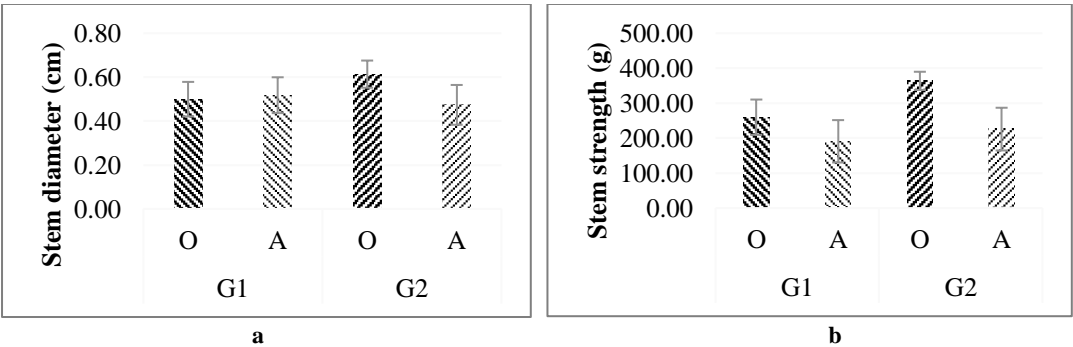 Stem diameter (cm)
0.80
0.60
0.40
0.20
0.00
O A O A
G1 G2
a
Stem strength (g)
500.00
400.00
300.00
200.00
100.00
0.00
O A O A
G1 G2
b